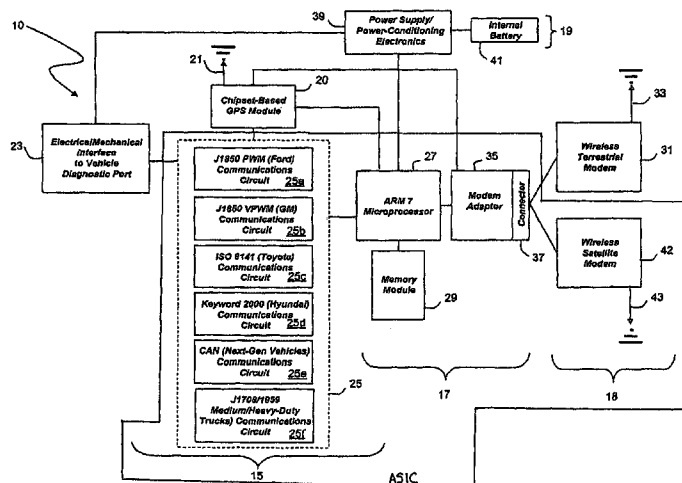 10
39
Power Supply/
Power-Conditioning
Electronics
Internal
Battery
41
19
21
20
Chipset-Based
GPS Module
23
Electrical/Mechanical
Interface
to Vehicle
Diagnostic Port
J1850 PWM (Ford)
Communications
Circuit 25a
J1850 VPWM (GM)
Communications
Circuit 25b
ISO 9141 (Toyota)
Communications
Circuit 25c
Keyword 2000 (Hyundai)
Communications
Circuit 25d
CAN (Next-Gen Vehicles)
Communications
Circuit 25e
J1708/1939
Medium/Heavy-Duty
Trucks) Communications
Circuit 25f
25
15
27
ARM 7
Microprocessor
Memory
Module
29
35
Modem
Adaptor
Connector
37
17
33
Wireless
Terrestrial
Modem
31
Wireless
Satellite
Modem
42
43
18
ASIC